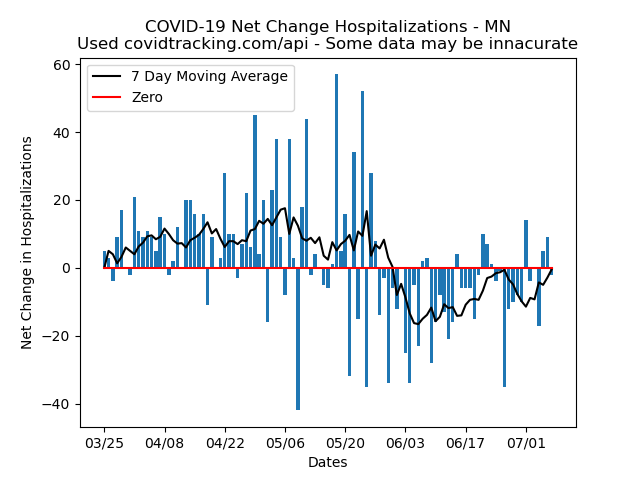 COVID-19 Net Change Hospitalizations - MN
Used covidtracking.com/api - Some data may be innacurate
7 Day Moving Average
Zero
Net Change in Hospitalizations
60
40
20
0
−20
−40
03/25 04/08 04/22 05/06 05/20 06/03 06/17 07/01
Dates